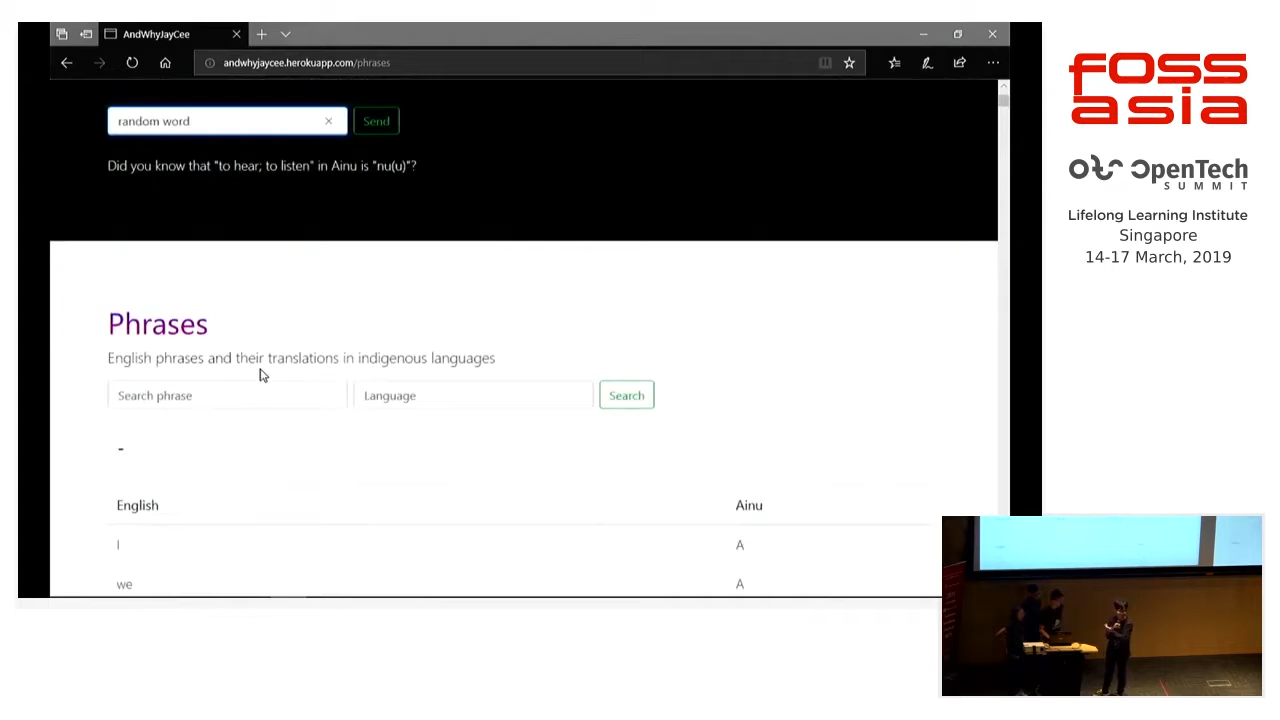 AndWhyJayCee
andwhyjaycee.herokuapp.com/phrases
random word
Send
Did you know that "to hear; to listen" in Ainu is "nu(u)"?
Phrases
English phrases and their translations in indigenous languages
Search phrase
Language
Search
-
English
Ainu
I
A
we
A
FOSS
asia
OpenTech
SUMMIT
Lifelong Learning Institute
Singapore
14-17 March, 2019